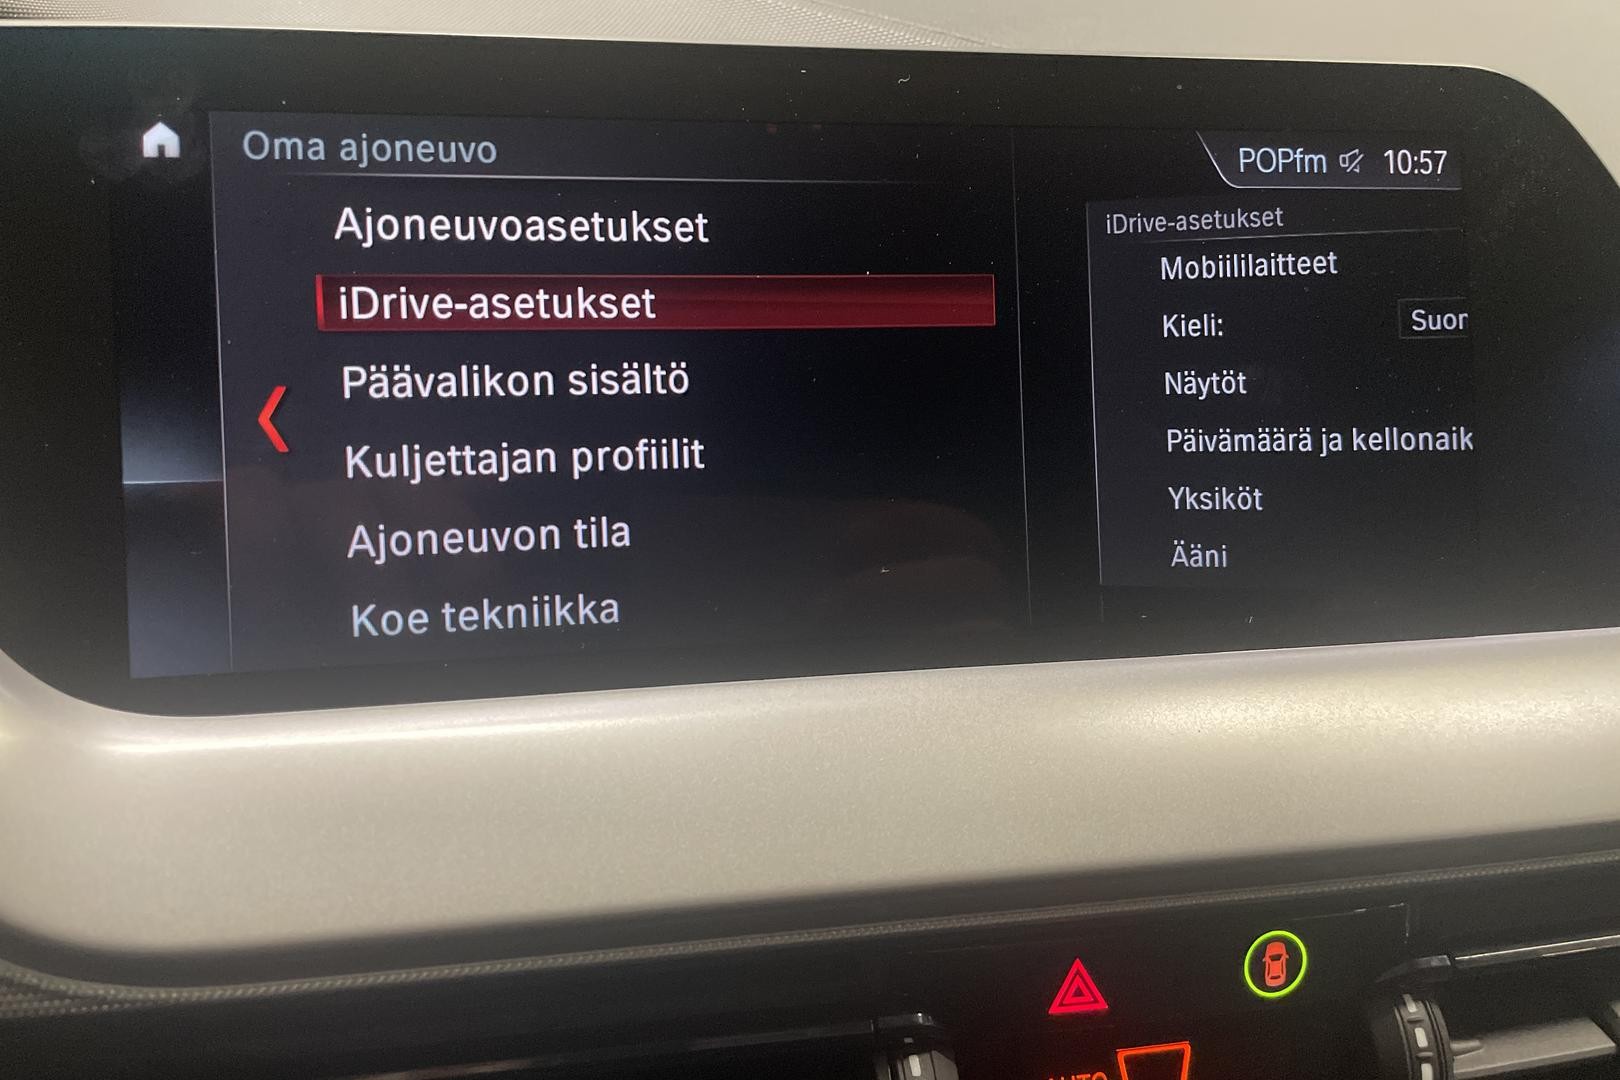 Oma ajoneuvo
POPfm 10:57
Ajoneuvoasetukset
iDrive-asetukset
Päävalikon sisältö
Kuljettajan profiilit
Ajoneuvon tila
Koe tekniikka
iDrive-asetukset
Mobiililaitteet
Kieli: Suor
Näytöt
Päivämäärä ja kellonaik
Yksiköt
Ääni
AUTO